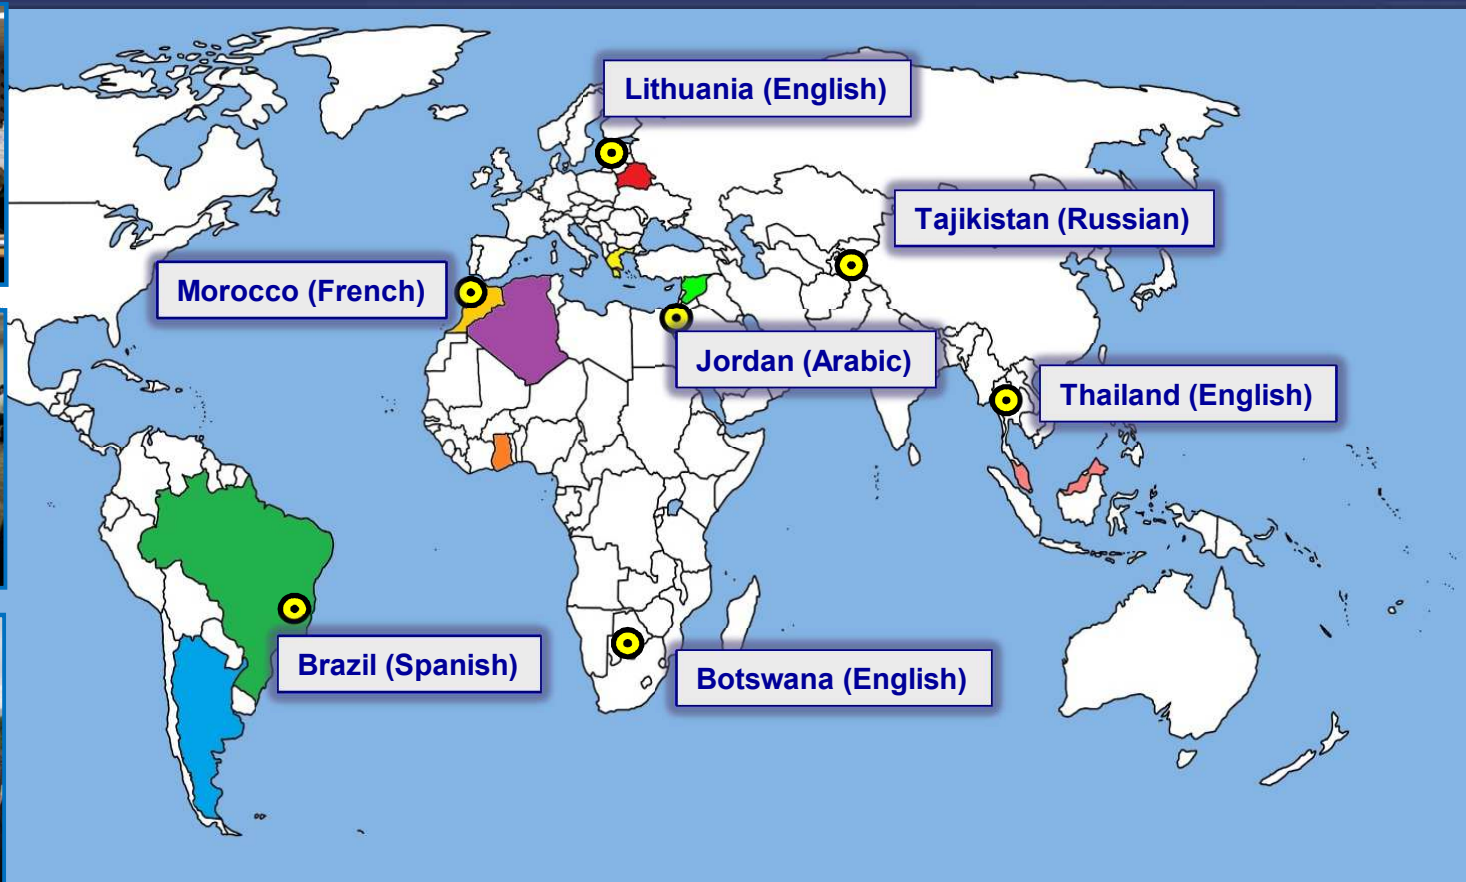 Lithuania (English)
Tajikistan (Russian)
Morocco (French)
Jordan (Arabic)
Thailand (English)
Brazil (Spanish)
Botswana (English)